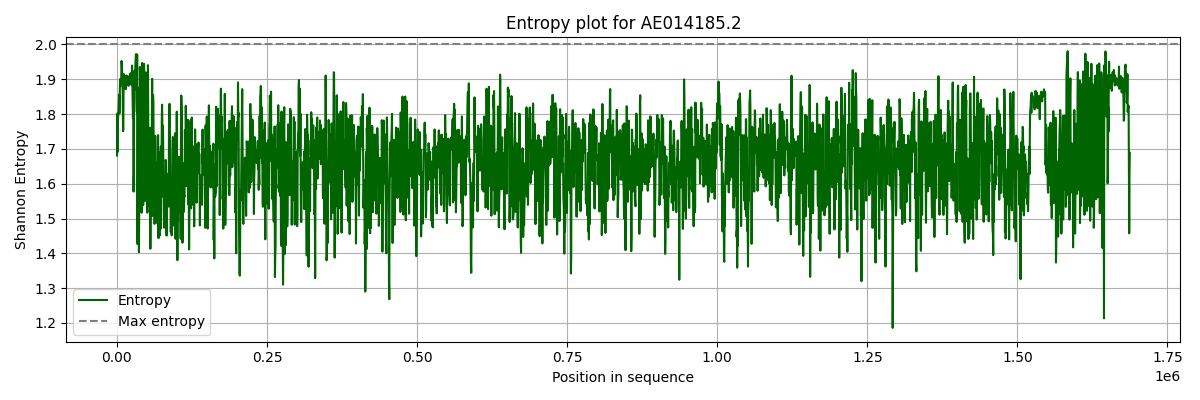 Entropy plot for AE014185.2
2.0
1.9
1.8
1.7
1.6
1.5
1.4
1.3
1.2
Shannon Entropy
Entropy
Max entropy
0.00 0.25 0.50 0.75 1.00 1.25 1.50 1.75
1e6
Position in sequence